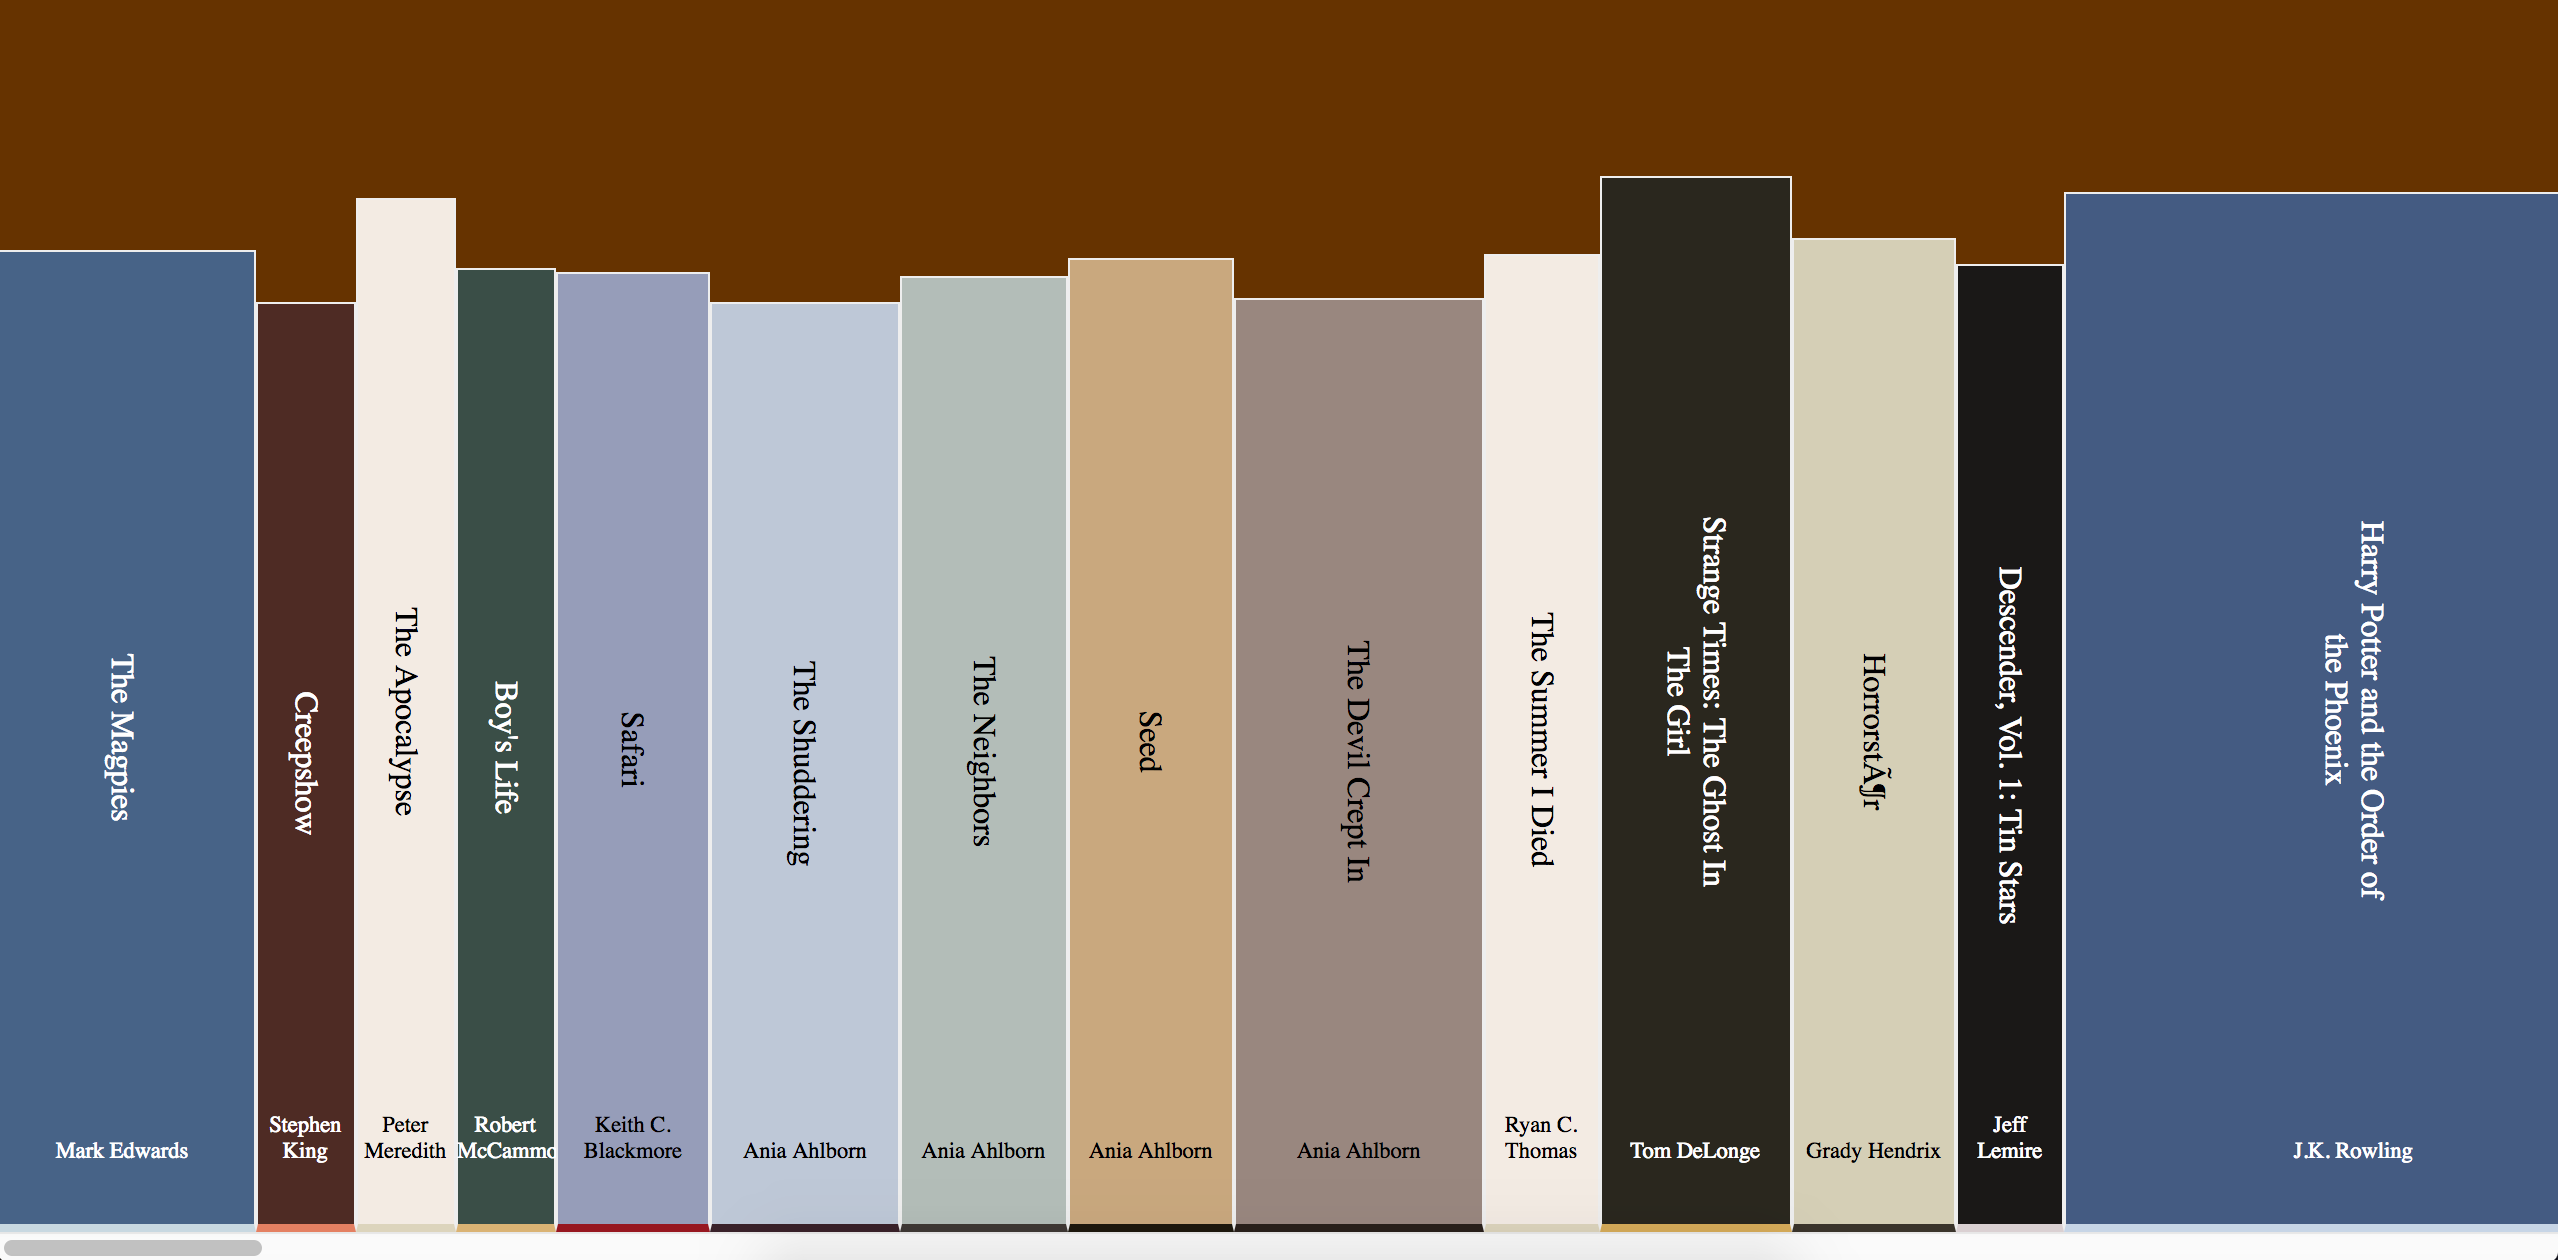 The Magpies
Mark Edwards
Creepshow
Stephen
King
The Apocalypse
Peter
Meredith
Boy's Life
Robert
McCammo
Safari
Keith C.
Blackmore
The Shuddering
Ania Ahlborn
The Neighbors
Ania Ahlborn
Seed
Ania Ahlborn
The Devil Crept In
Ania Ahlborn
The Summer I Died
Ryan C.
Thomas
Strange Times: The Ghost In
The Girl
Tom DeLonge
HorrorstÃ¶r
Grady Hendrix
Descender, Vol. 1: Tin Stars
Jeff
Lemire
Harry Potter and the Order of
the Phoenix
J.K. Rowling